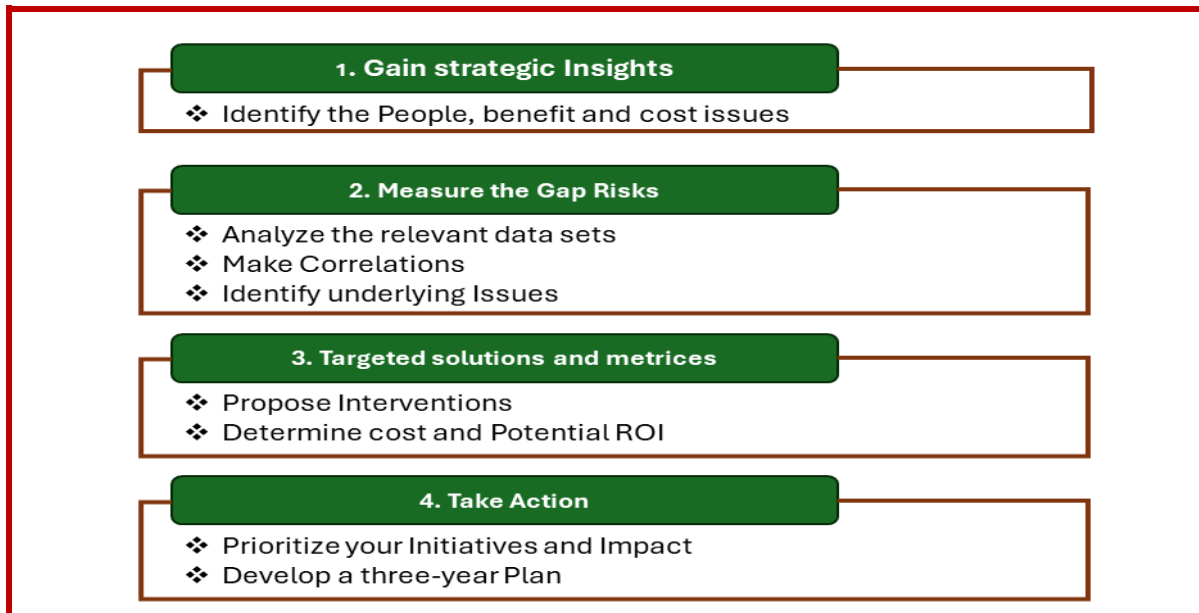 1. Gain strategic Insights
❖ Identify the People, benefit and cost issues
2. Measure the Gap Risks
❖ Analyze the relevant data sets
❖ Make Correlations
❖ Identify underlying Issues
3. Targeted solutions and metrices
❖ Propose Interventions
❖ Determine cost and Potential ROI
4. Take Action
❖ Prioritize your Initiatives and Impact
❖ Develop a three-year Plan